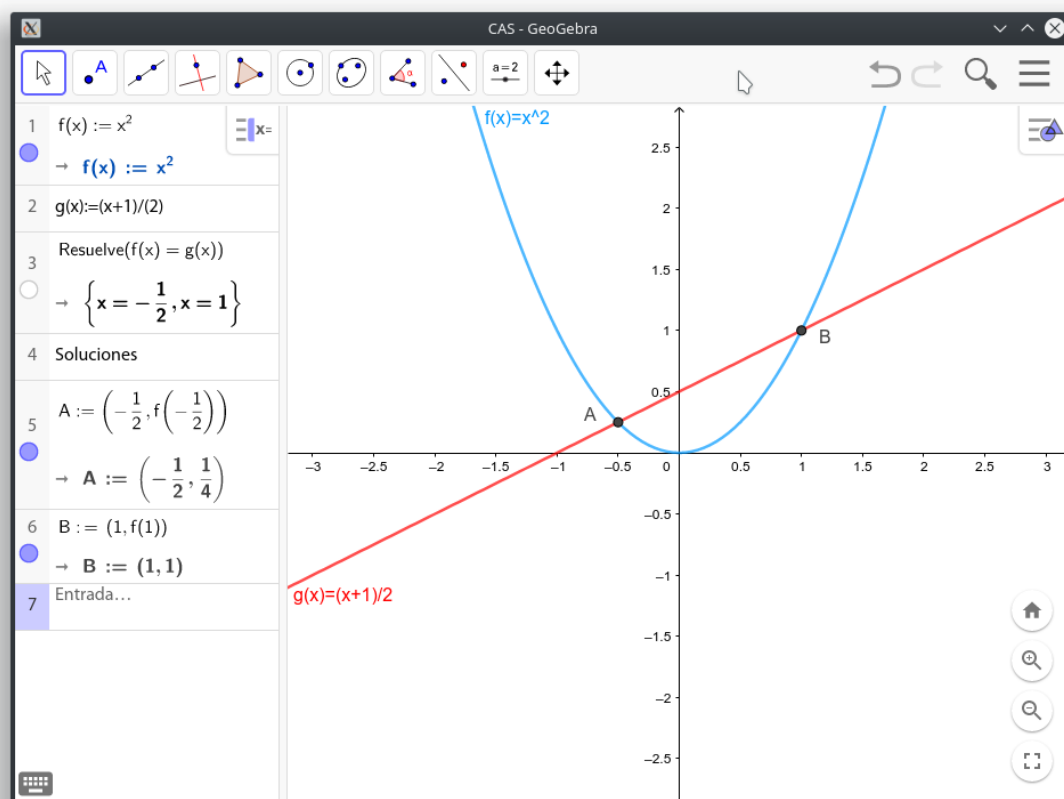 CAS - GeoGebra
A
α
a=2
x=
1
f(x) := x²
→ f(x) := x²
2
g(x):=(x+1)/(2)
3
Resuelve(f(x) = g(x))
→ {x = −1/2, x = 1}
4
Soluciones
5
A := (−1/2, f(−1/2))
→ A := (−1/2, 1/4)
6
B := (1, f(1))
→ B := (1, 1)
7
Entrada…
f(x)=x^2
2.5
2
1.5
1
B
0.5
A
−3 −2.5 −2 −1.5 −1 −0.5 0 0.5 1 1.5 2 2.5 3
−0.5
−1
g(x)=(x+1)/2
−1.5
−2
−2.5